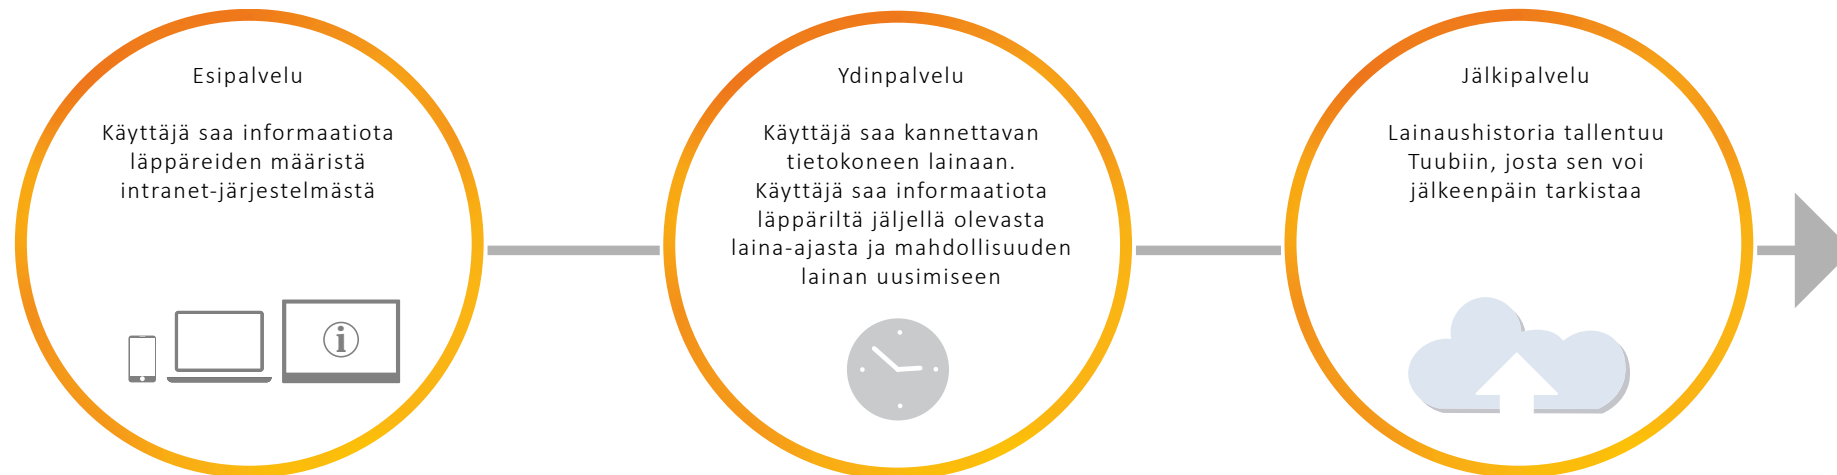 Esipalvelu
Käyttäjä saa informaatiota
läppäreiden määristä
intranet-järjestelmästä
i
Ydinpalvelu
Käyttäjä saa kannettavan
tietokoneen lainaan.
Käyttäjä saa informaatiota
läppäriltä jäljellä olevasta
laina-ajasta ja mahdollisuuden
lainan uusimiseen
Jälkipalvelu
Lainaushistoria tallentuu
Tuubiin, josta sen voi
jälkeenpäin tarkistaa